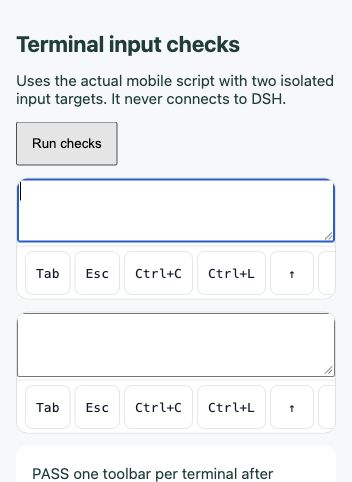 Terminal input checks
Uses the actual mobile script with two isolated
input targets. It never connects to DSH.
Run checks
Tab Esc Ctrl+C Ctrl+L ↑
Tab Esc Ctrl+C Ctrl+L ↑
PASS one toolbar per terminal after